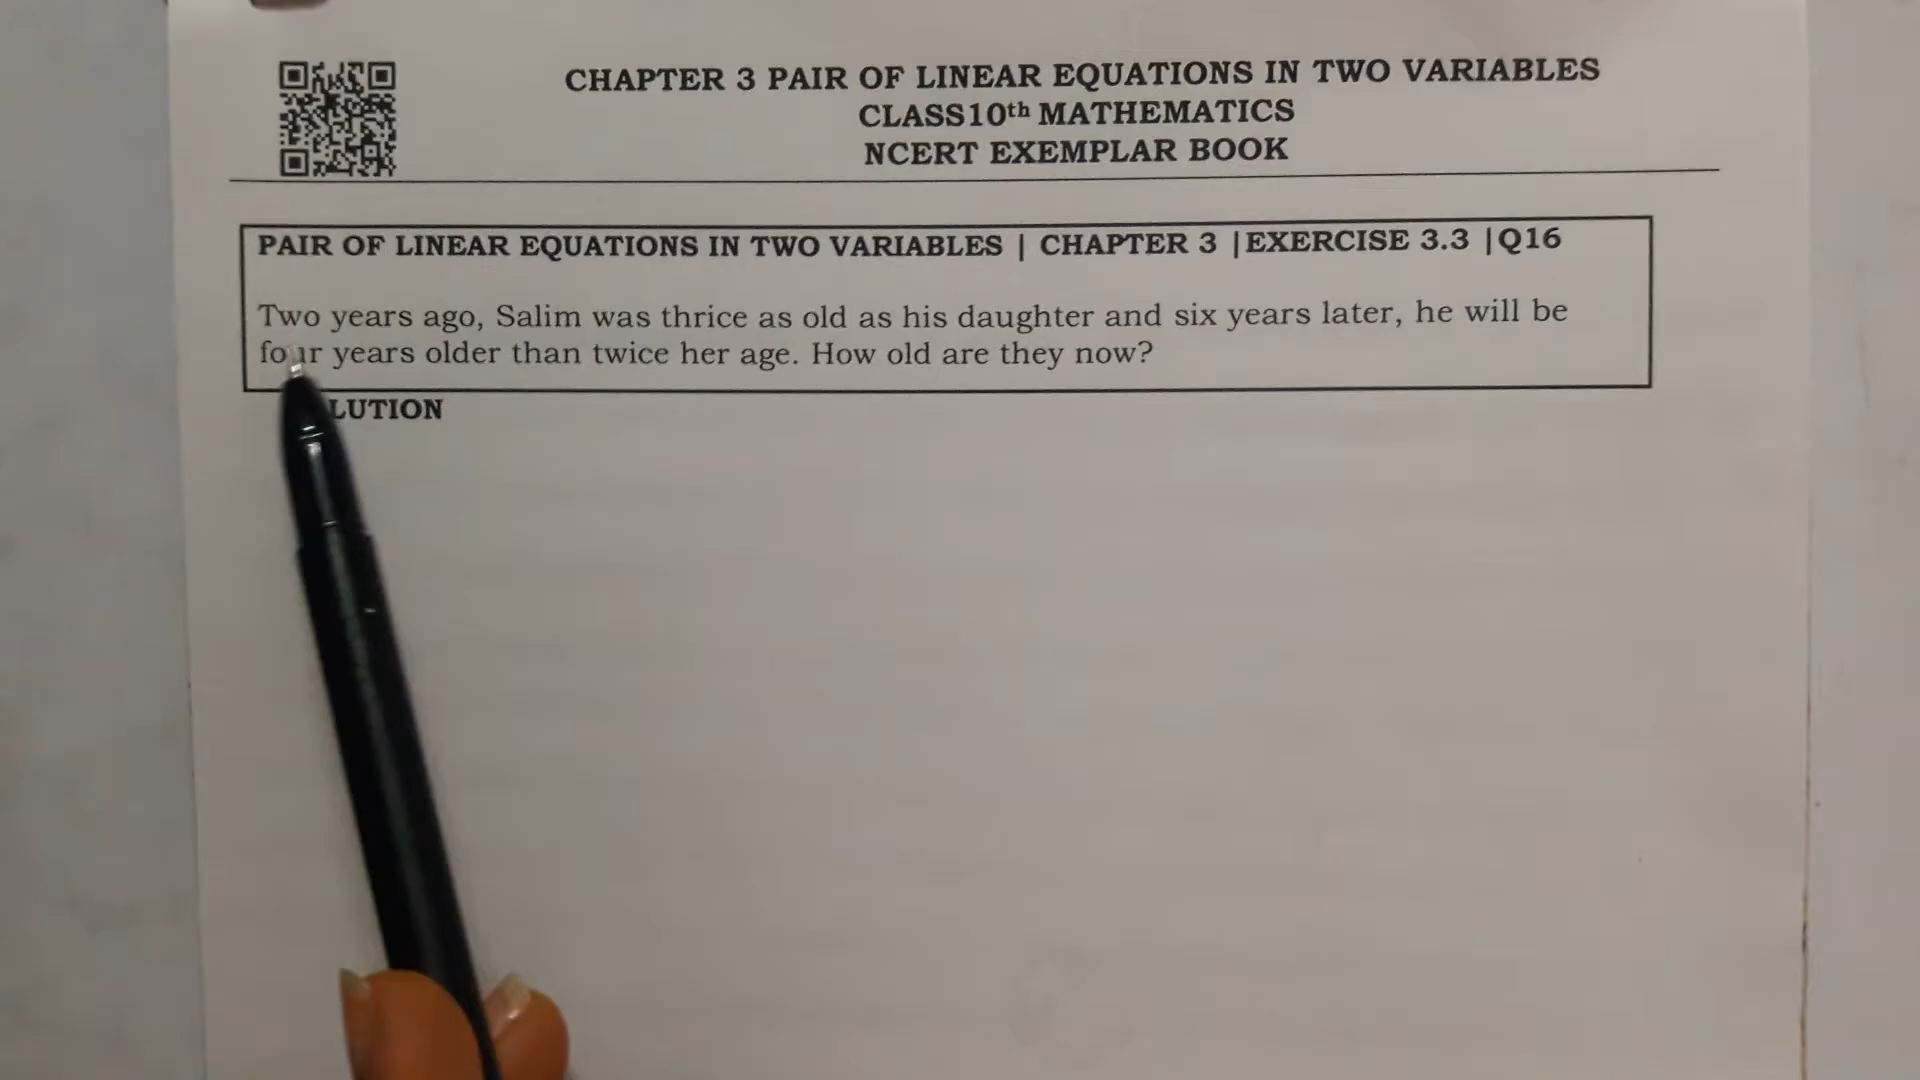 CHAPTER 3 PAIR OF LINEAR EQUATIONS IN TWO VARIABLES
CLASS10th MATHEMATICS
NCERT EXEMPLAR BOOK
PAIR OF LINEAR EQUATIONS IN TWO VARIABLES | CHAPTER 3 |EXERCISE 3.3 |Q16
Two years ago, Salim was thrice as old as his daughter and six years later, he will be
four years older than twice her age. How old are they now?
LUTION